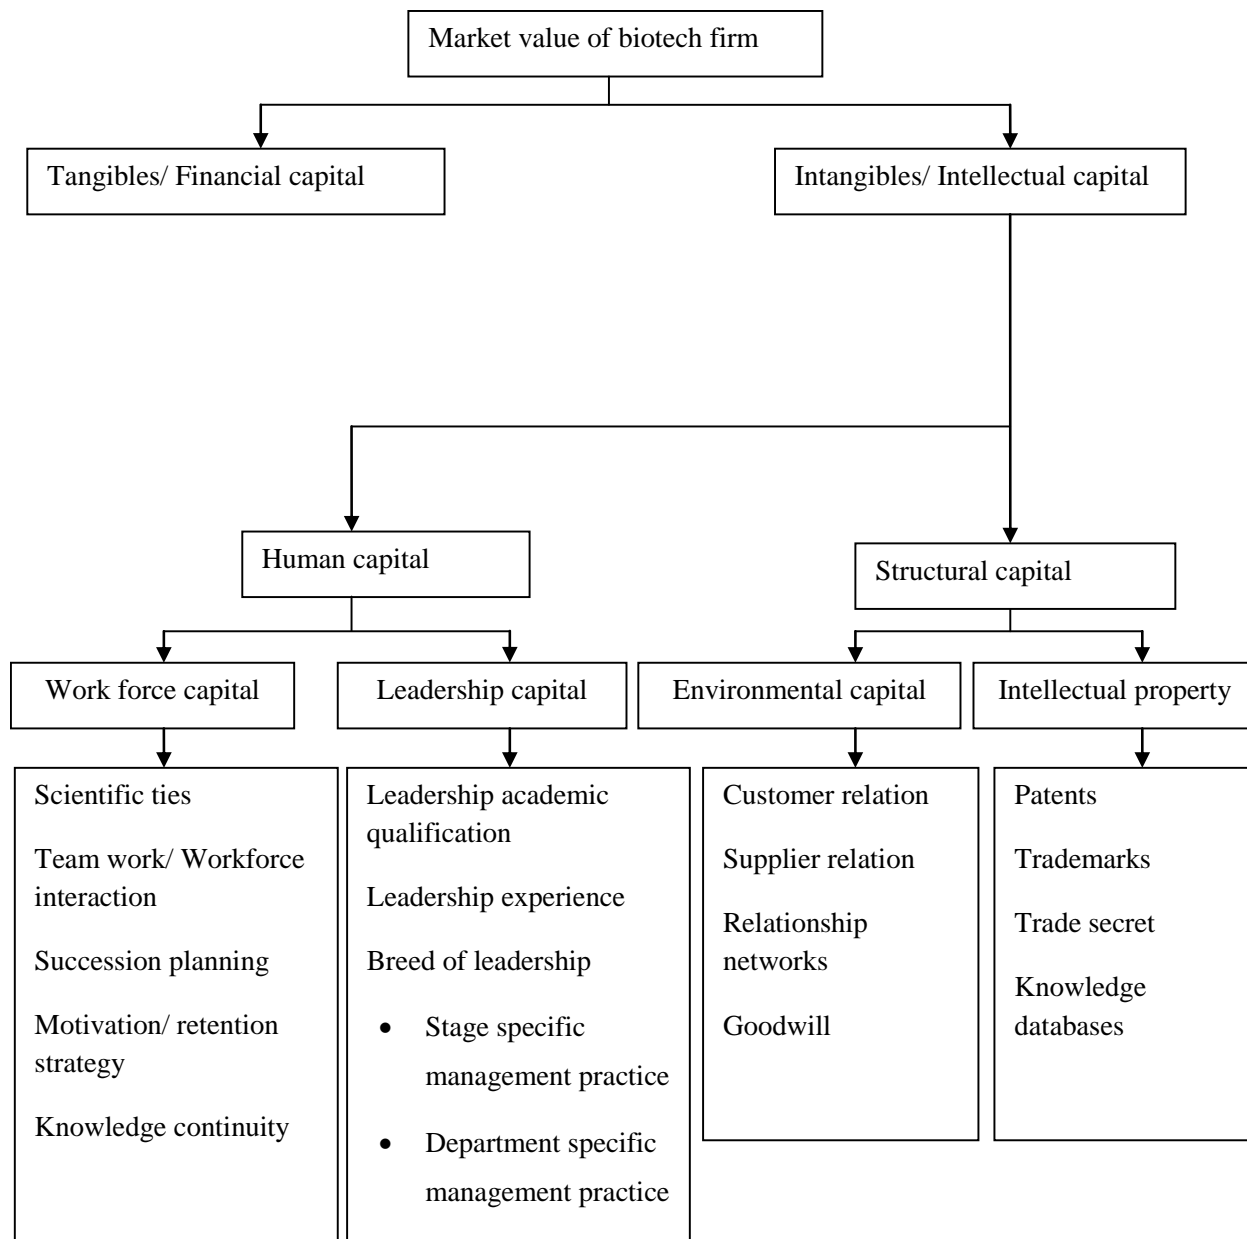 Market value of biotech firm
Tangibles/ Financial capital
Intangibles/ Intellectual capital
Human capital
Structural capital
Work force capital
Leadership capital
Environmental capital
Intellectual property
Scientific ties
Team work/ Workforce
interaction
Succession planning
Motivation/ retention
strategy
Knowledge continuity
Leadership academic
qualification
Leadership experience
Breed of leadership
• Stage specific
management practice
• Department specific
management practice
Customer relation
Supplier relation
Relationship
networks
Goodwill
Patents
Trademarks
Trade secret
Knowledge
databases